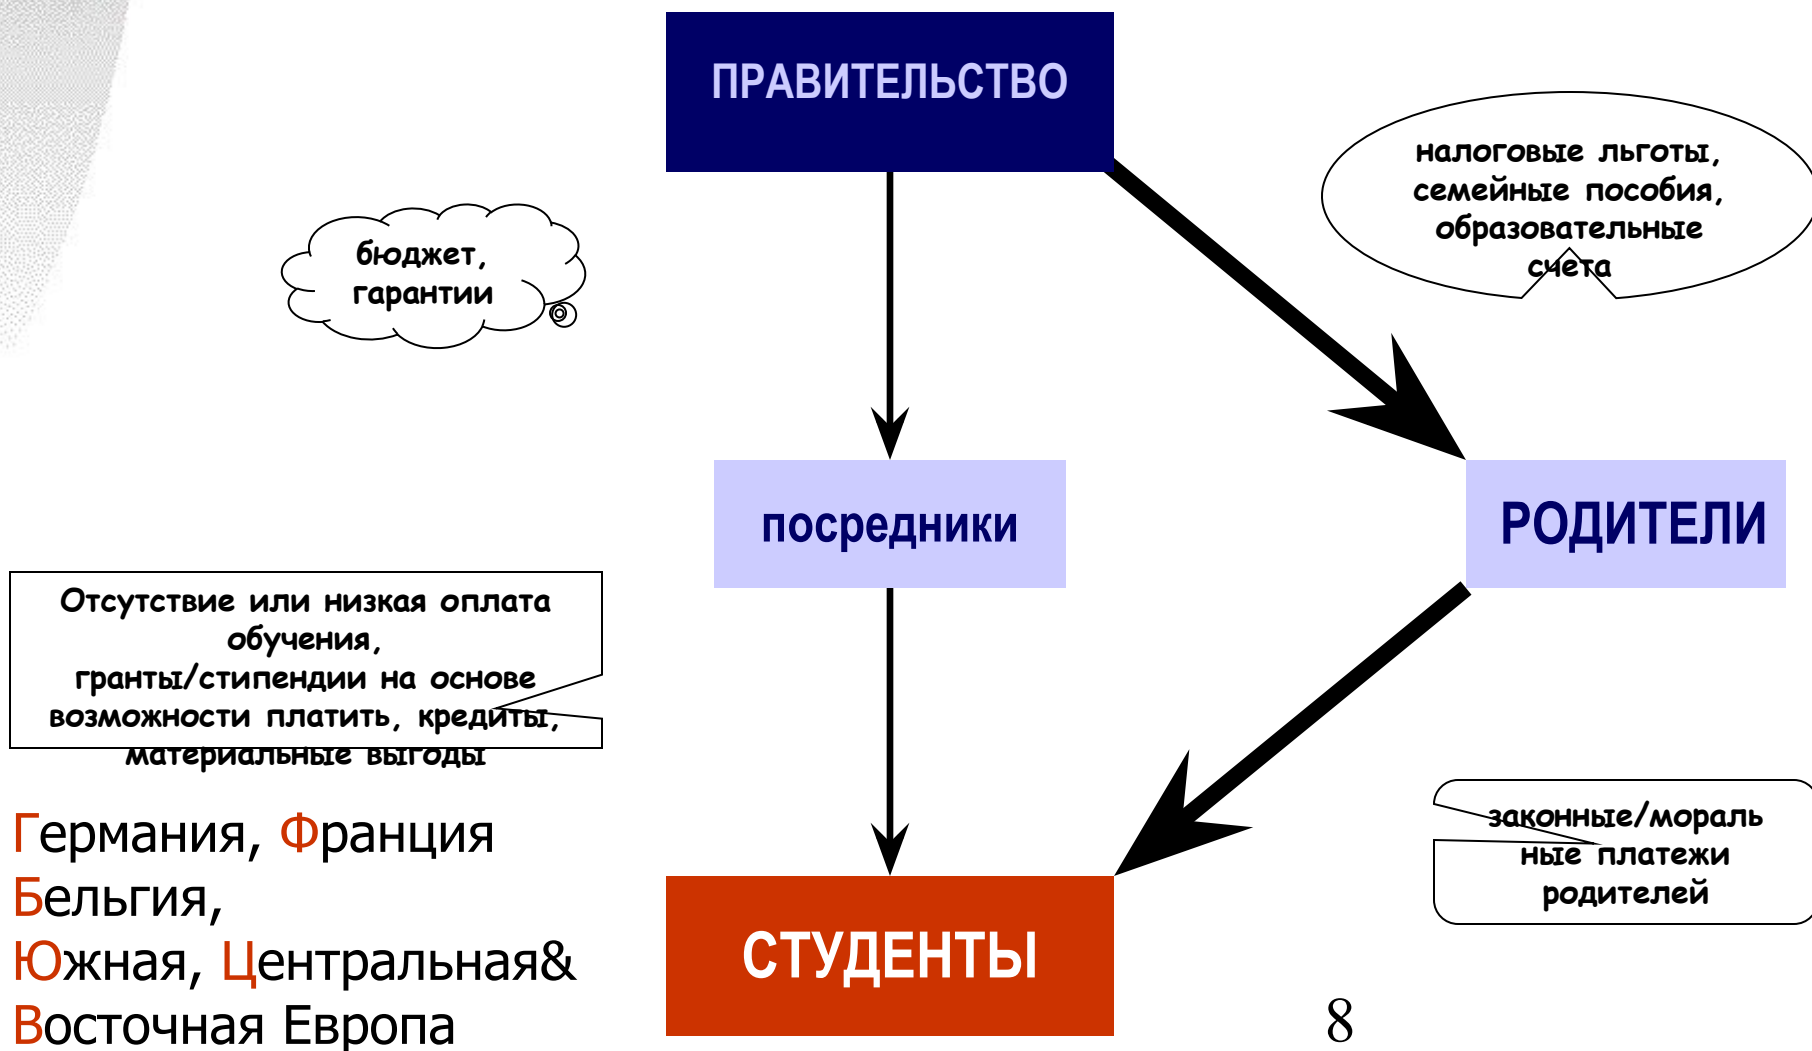 ПРАВИТЕЛЬСТВО
налоговые льготы,
семейные пособия,
образовательные
счета
бюджет,
гарантии
посредники
РОДИТЕЛИ
Отсутствие или низкая оплата
обучения,
гранты/стипендии на основе
возможности платить, кредиты,
материальные выгоды
законные/мораль
ные платежи
родителей
Германия, Франция
Бельгия,
Южная, Центральная&
Восточная Европа
СТУДЕНТЫ
8